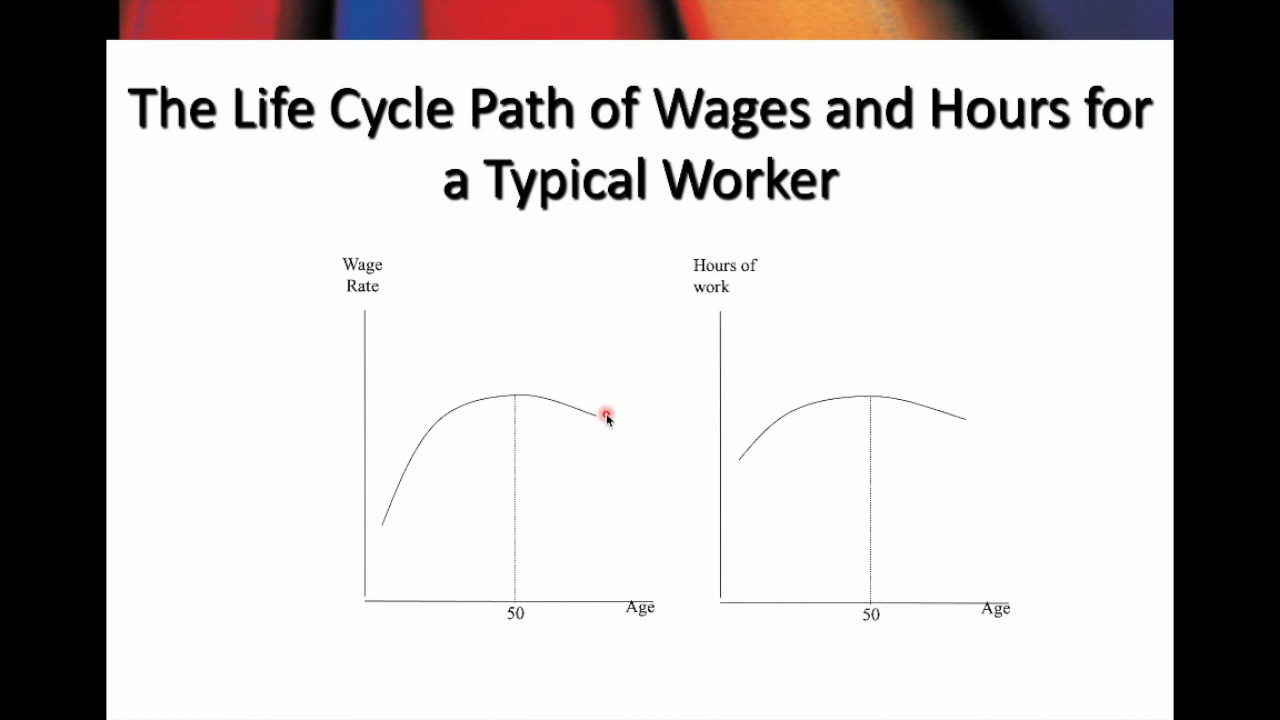 The Life Cycle Path of Wages and Hours for
a Typical Worker
Wage
Rate
50
Age
Hours of
work
50
Age